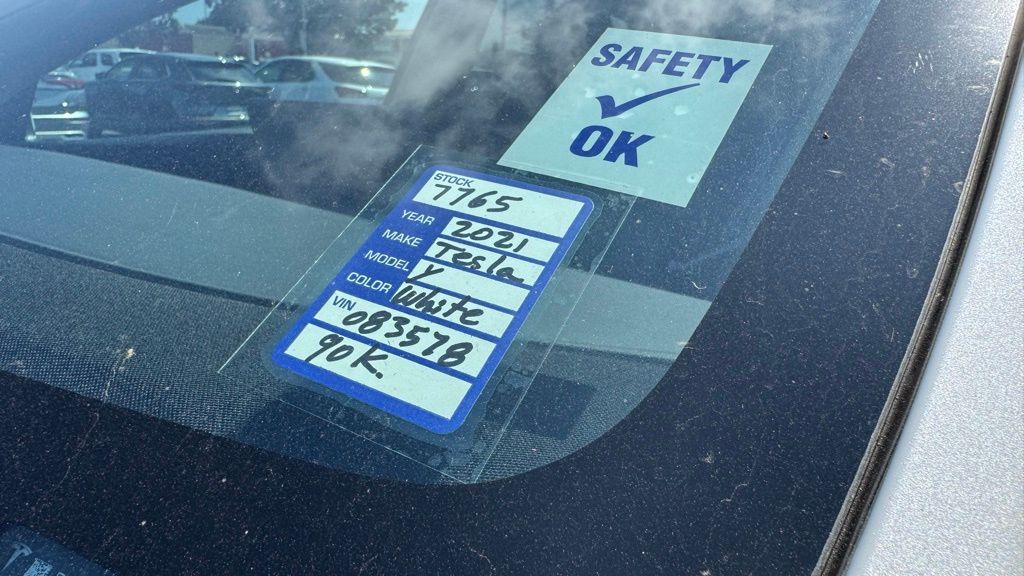 SAFETY
OK
STOCK
7765
YEAR 2021
MAKE Tesla
MODEL Y
COLOR White
VIN 083578
90K.